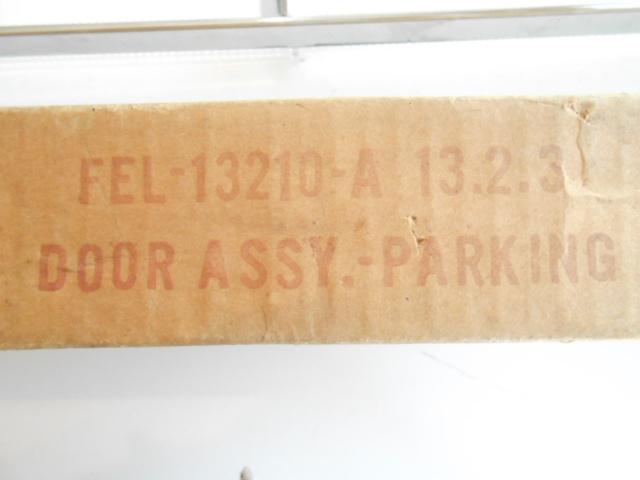 FEL-13210-A 13.2.3
DOOR ASSY.-PARKING